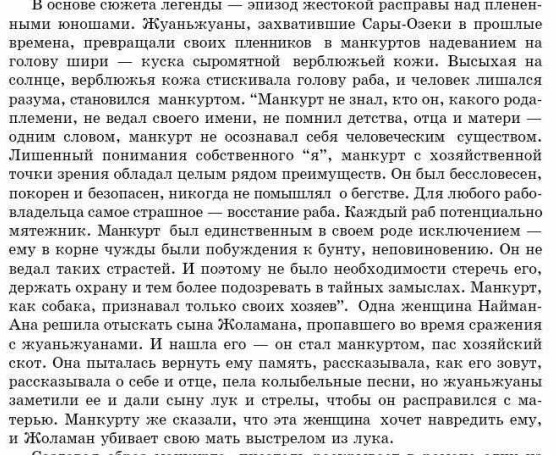 В основе сюжета легенды — эпизод жестокой расправы над пленен-
ными юношами. Жуаньжуаны, захватившие Сары-Озеки в прошлые
времена, превращали своих пленников в манкуртов надеванием на
голову шири — куска сыромятной верблюжьей кожи. Высыхая на
солнце, верблюжья кожа стискивала голову раба, и человек лишался
разума, становился манкуртом. “Манкурт не знал, кто он, какого рода-
племени, не ведал своего имени, не помнил детства, отца и матери —
одним словом, манкурт не осознавал себя человеческим существом.
Лишенный понимания собственного “я”, манкурт с хозяйственной
точки зрения обладал целым рядом преимуществ. Он был бессловесен,
покорен и безопасен, никогда не помышлял о бегстве. Для любого рабо-
владельца самое страшное — восстание раба. Каждый раб потенциально
мятежник. Манкурт был единственным в своем роде исключением —
ему в корне чужды были побуждения к бунту, неповиновению. Он не
ведал таких страстей. И поэтому не было необходимости стеречь его,
держать охрану и тем более подозревать в тайных замыслах. Манкурт,
как собака, признавал только своих хозяев”. Одна женщина Найман-
Ана решила отыскать сына Жоламана, пропавшего во время сражения
с жуаньжуанами. И нашла его — он стал манкуртом, пас хозяйский
скот. Она пыталась вернуть ему память, рассказывала, как его зовут,
рассказывала о себе и отце, пела колыбельные песни, но жуаньжуаны
заметили ее и дали сыну лук и стрелы, чтобы он расправился с ма-
терью. Манкурту же сказали, что эта женщина хочет навредить ему,
и Жоламан убивает свою мать выстрелом из лука.